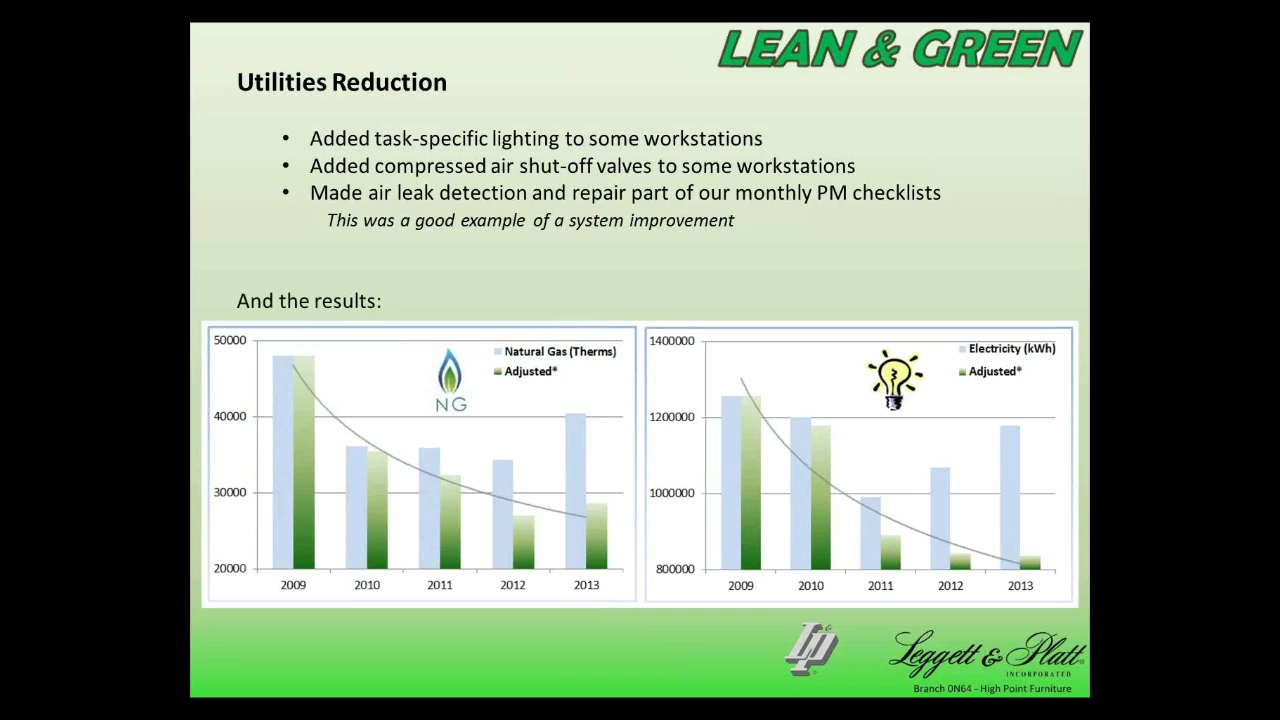 LEAN & GREEN
Utilities Reduction
• Added task-specific lighting to some workstations
• Added compressed air shut-off valves to some workstations
• Made air leak detection and repair part of our monthly PM checklists
This was a good example of a system improvement
And the results:
50000
40000
30000
20000
Natural Gas (Therms)
Adjusted*
NG
2009 2010 2011 2012 2013
1400000
1200000
1000000
800000
Electricity (kWh)
Adjusted*
2009 2010 2011 2012 2013
L&P
Leggett & Platt
INCORPORATED
Branch 0N64 - High Point Furniture